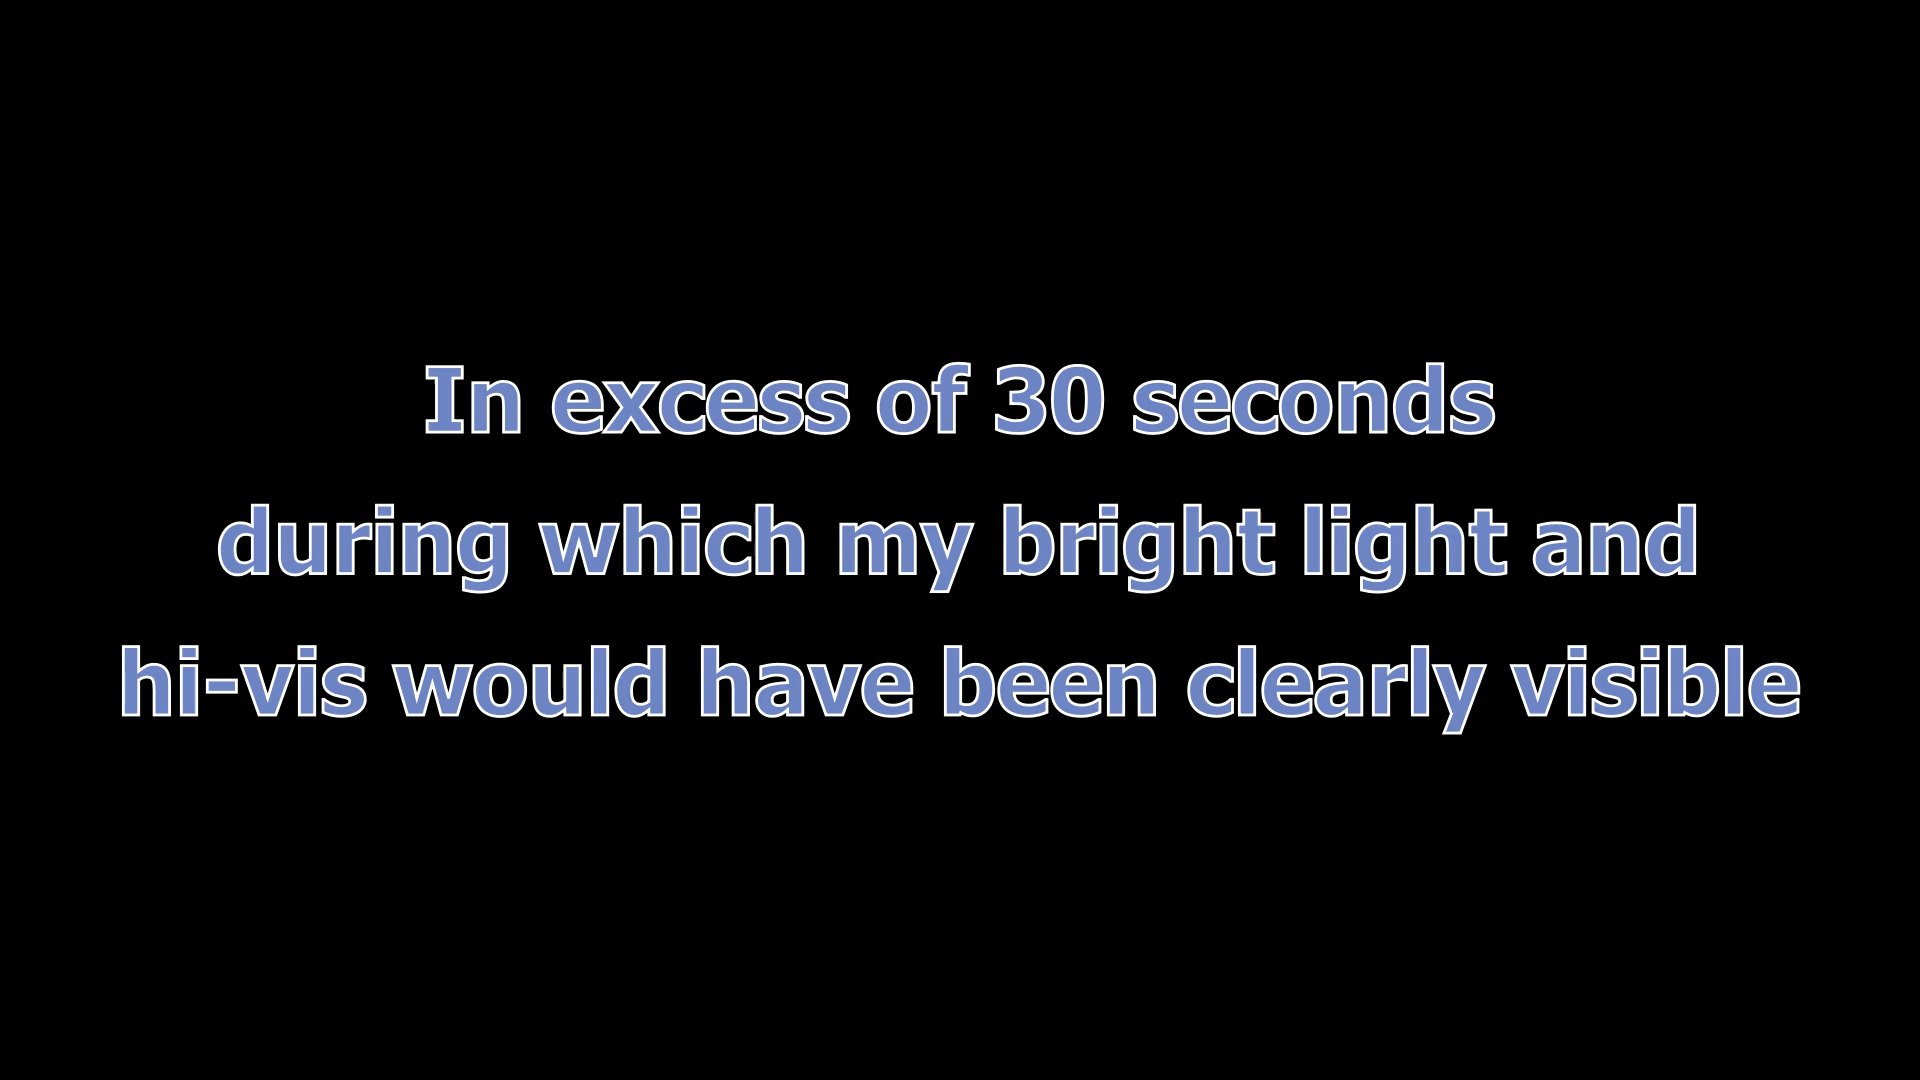 In excess of 30 seconds
during which my bright light and
hi-vis would have been clearly visible